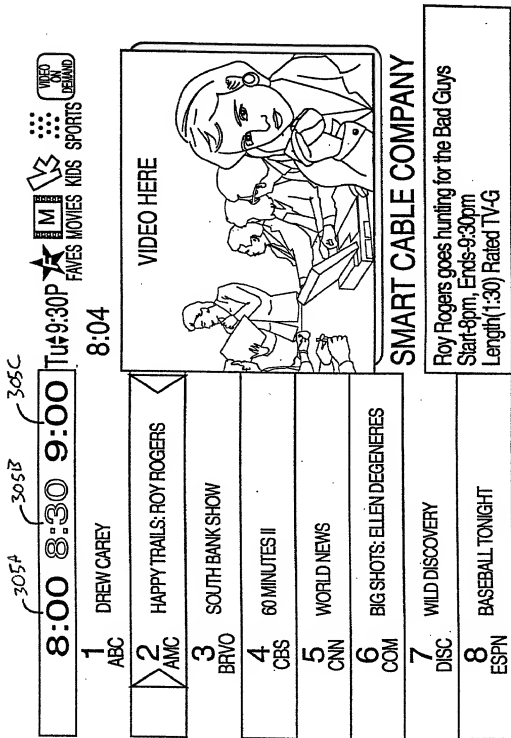 305A 305B 305C
8:00 8:30 9:00 Tu 9:30P
FAVES M MOVIES KIDS SPORTS VIDEO ON DEMAND
8:04
1 ABC DREW CAREY
2 AMC HAPPY TRAILS: ROY ROGERS
3 BRVO SOUTH BANK SHOW
4 CBS 60 MINUTES II
5 CNN WORLD NEWS
6 COM BIG SHOTS: ELLEN DEGENERES
7 DISC WILD DISCOVERY
8 ESPN BASEBALL TONIGHT
VIDEO HERE
SMART CABLE COMPANY
Roy Rogers goes hunting for the Bad Guys
Start-8pm, Ends-9:30pm
Length(1:30) Rated TV-G